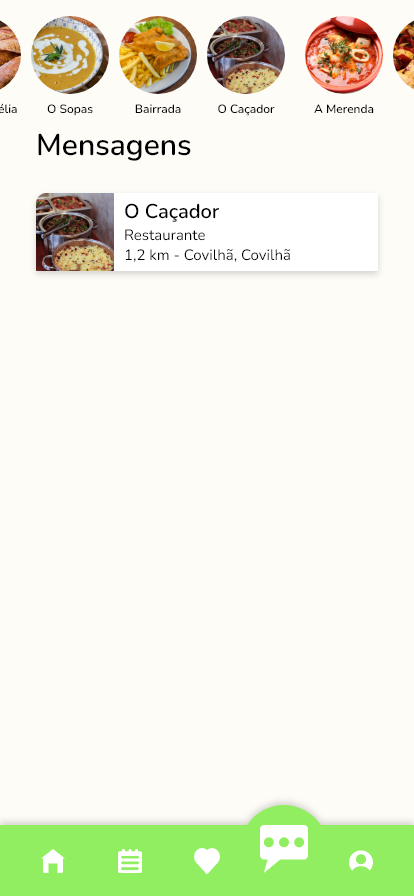 élia
O Sopas
Bairrada
O Caçador
A Merenda
Mensagens
O Caçador
Restaurante
1,2 km - Covilhã, Covilhã